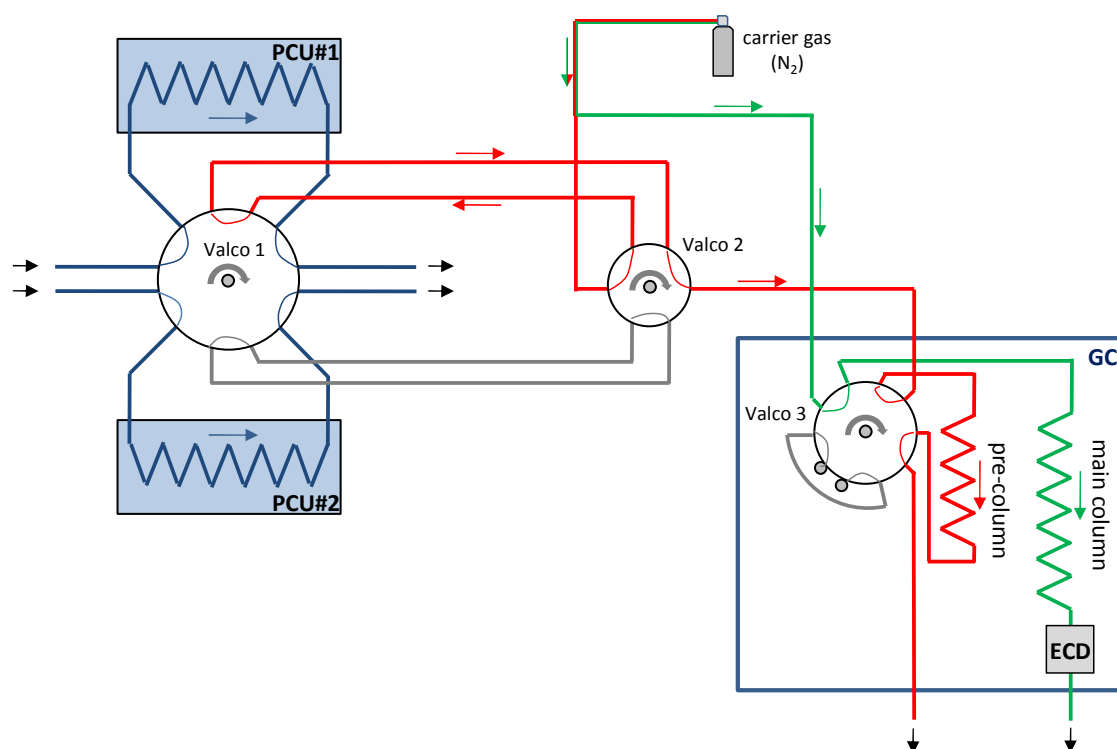 PCU#1
carrier gas
(N₂)
Valco 1
Valco 2
GC
Valco 3
pre-column
main column
PCU#2
ECD